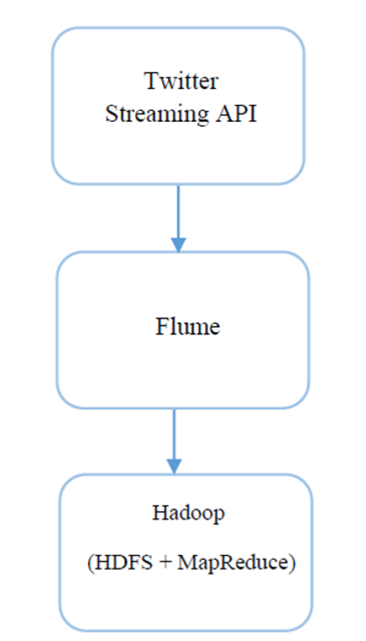 Twitter
Streaming API
Flume
Hadoop
(HDFS + MapReduce)